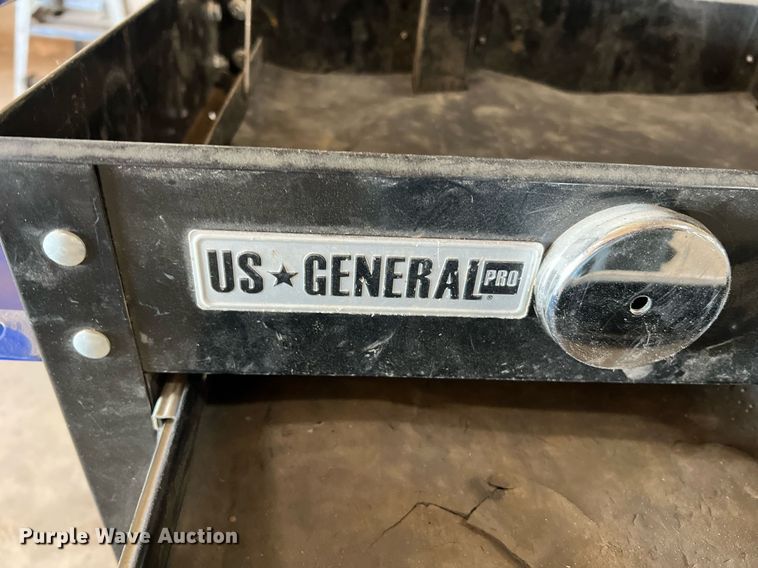 US★GENERAL PRO®
Purple Wave Auction